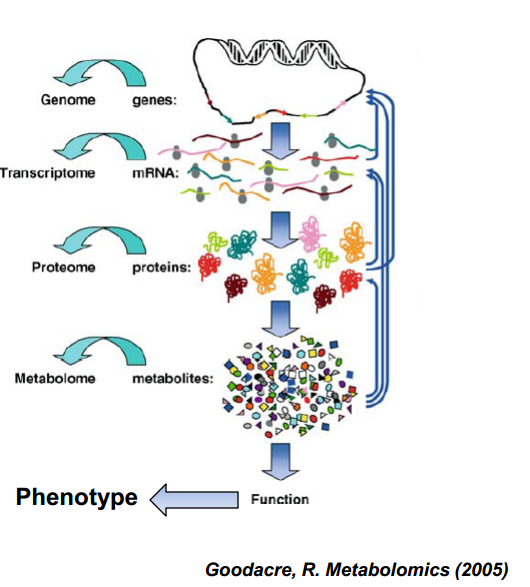 Genome genes:
Transcriptome mRNA:
Proteome proteins:
Metabolome metabolites:
Phenotype Function
Goodacre, R. Metabolomics (2005)